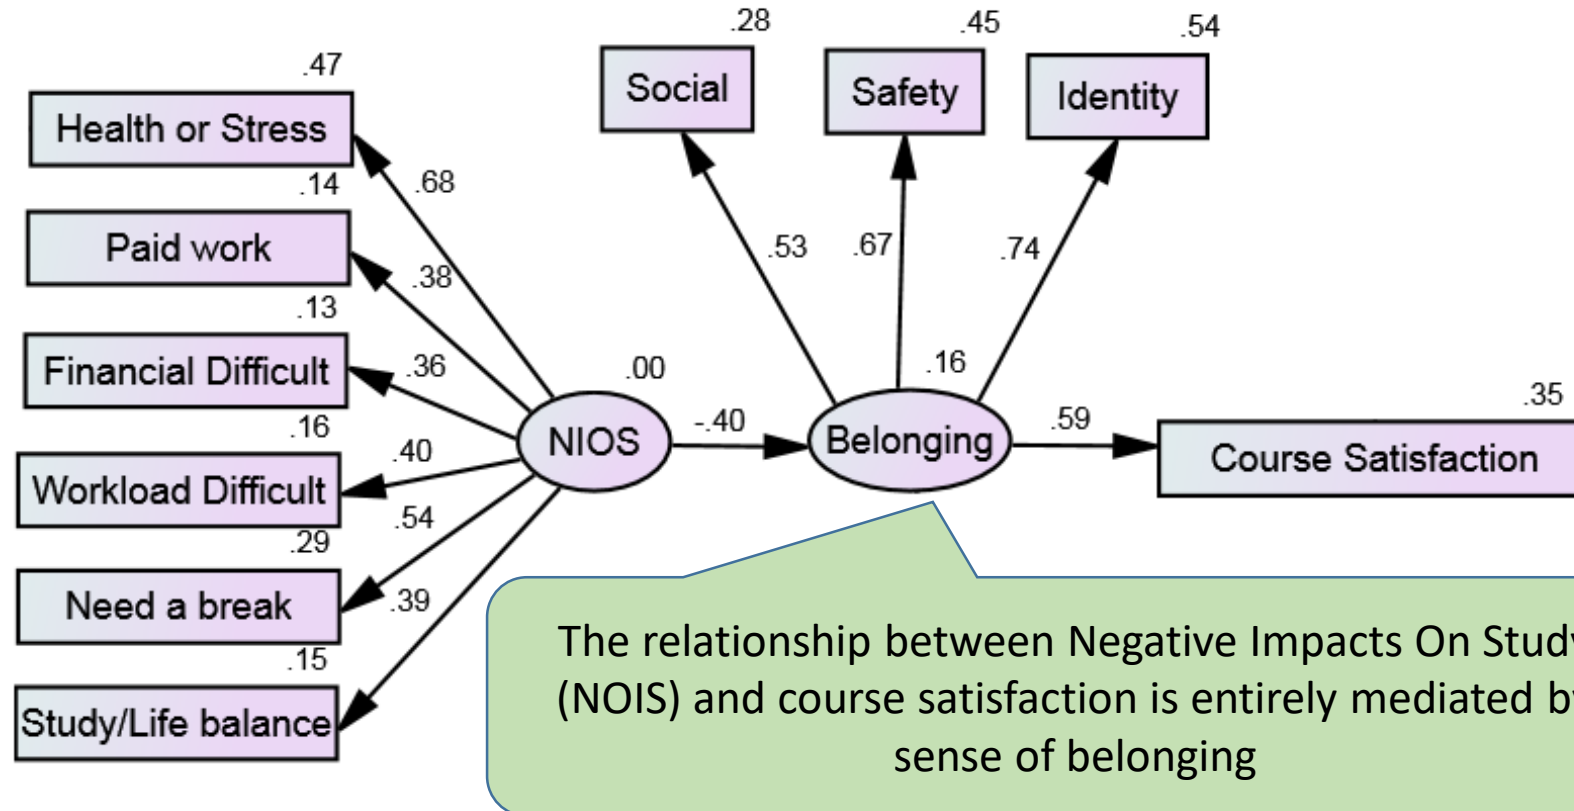 .28
.45
.54
Social
Safety
Identity
.47
Health or Stress
.14
.68
Paid work
.38
.53
.67
.74
.13
Financial Difficult
.36
.00
.16
.35
.16
.40
NIOS
-.40
Belonging
.59
Course Satisfaction
Workload Difficult
.54
.29
Need a break
.39
.15
Study/Life balance
The relationship between Negative Impacts On Study
(NOIS) and course satisfaction is entirely mediated by
sense of belonging